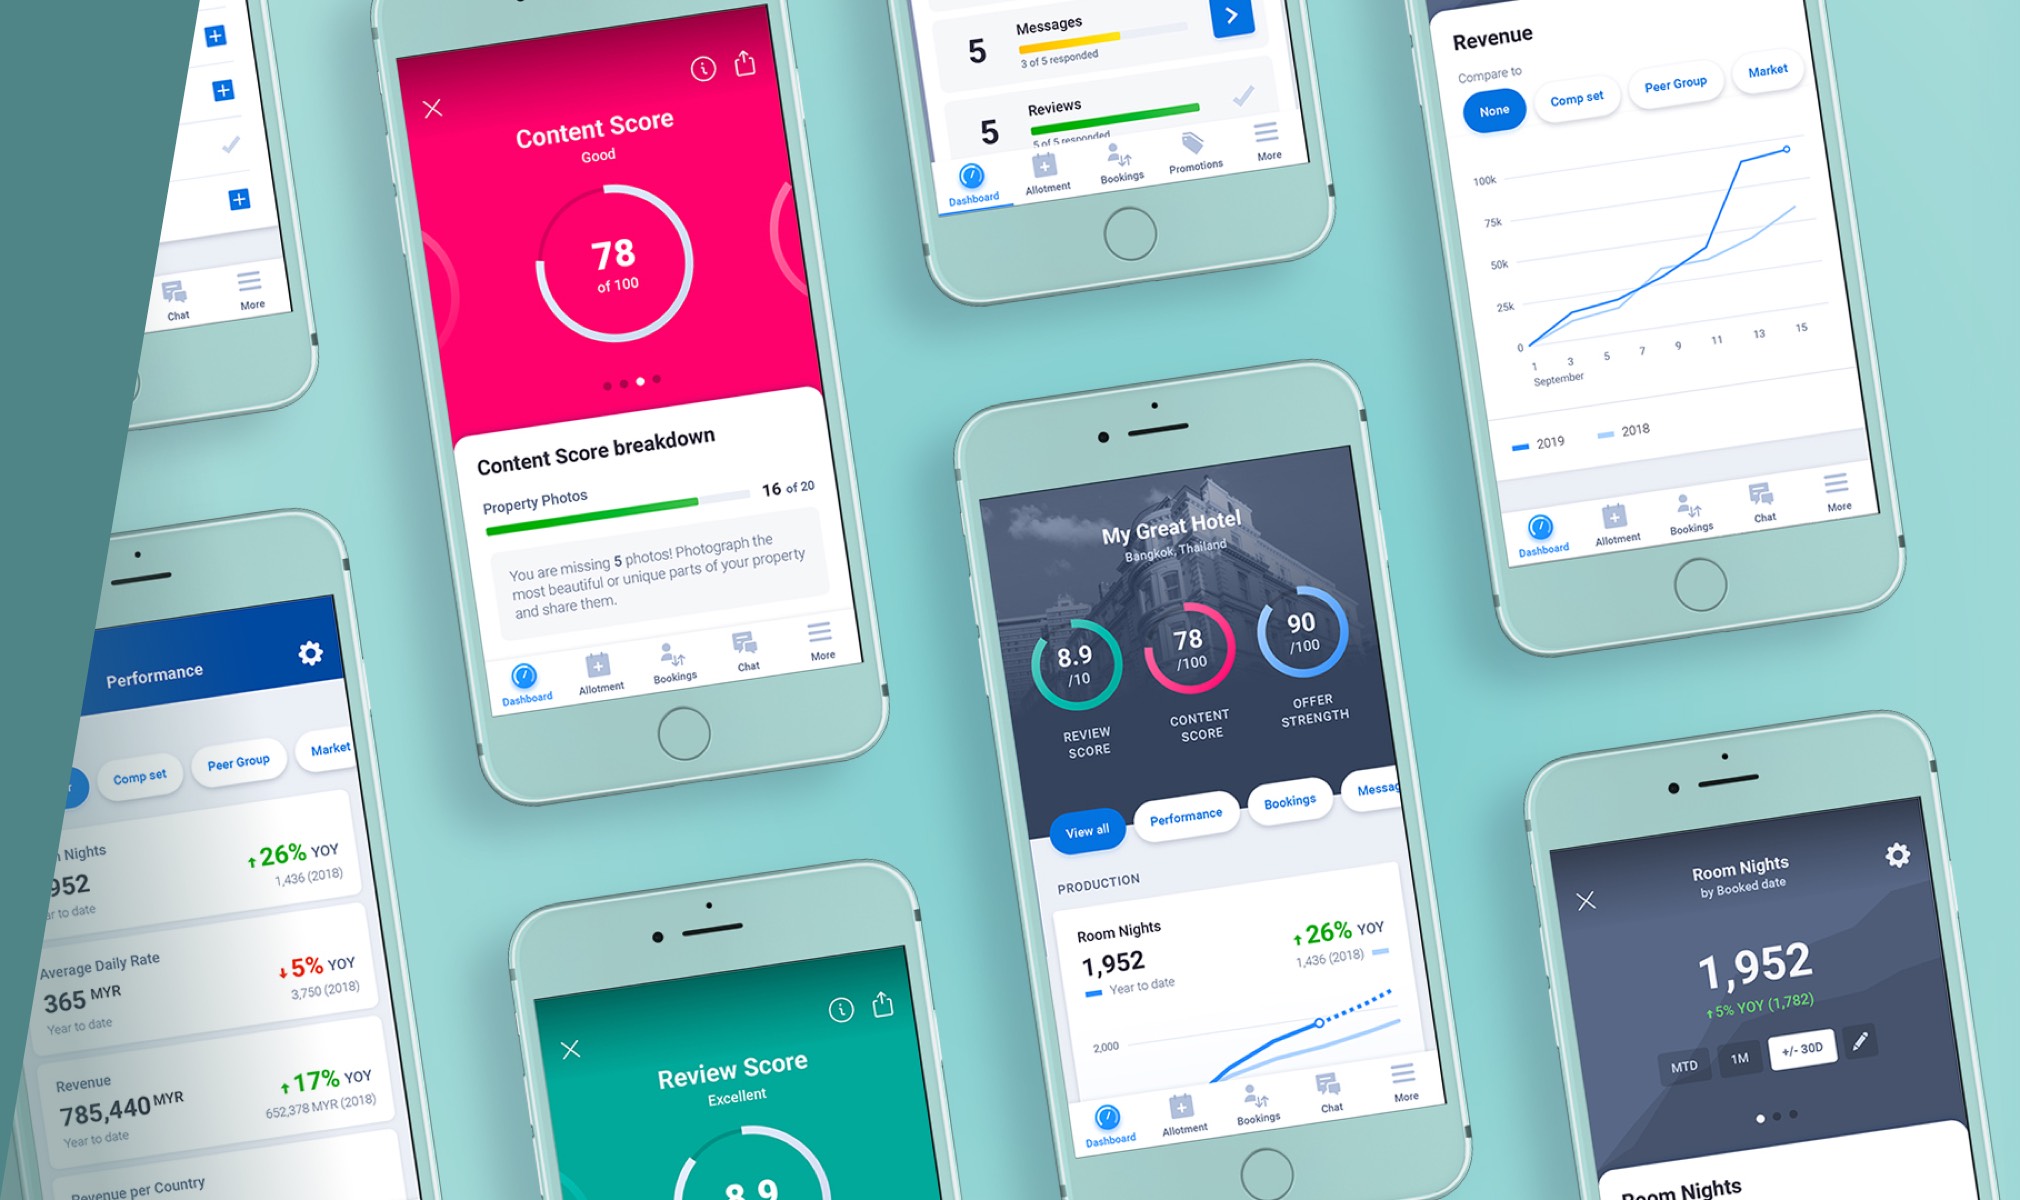 Chat
More
Content Score
Good
78
of 100
Content Score breakdown
Property Photos
16 of 20
You are missing 5 photos! Photograph the
most beautiful or unique parts of your property
and share them.
Dashboard
Allotment
Bookings
Chat
More
5
Messages
3 of 5 responded
5
Reviews
5 of 5 responded
Dashboard
Allotment
Bookings
Promotions
More
Revenue
Compare to
None
Comp set
Peer Group
Market
100k
75k
50k
25k
0
1
3
5
7
9
11
13
15
September
2019
2018
Dashboard
Allotment
Bookings
Chat
More
Performance
Comp set
Peer Group
Market
Nights
952
to date
↑26% YOY
1,436 (2018)
Average Daily Rate
365 MYR
Year to date
↓5% YOY
3,750 (2018)
Revenue
785,440 MYR
Year to date
↑17% YOY
652,378 MYR (2018)
Revenue per Country
Review Score
Excellent
8.9
My Great Hotel
Bangkok, Thailand
8.9
/10
REVIEW
SCORE
78
/100
CONTENT
SCORE
90
/100
OFFER
STRENGTH
View all
Performance
Bookings
Messag
PRODUCTION
Room Nights
1,952
Year to date
↑26% YOY
1,436 (2018)
2,000
Dashboard
Allotment
Bookings
Chat
More
Room Nights
by Booked date
1,952
↑5% YOY (1,782)
MTD
1M
+/- 30D
Room Nights